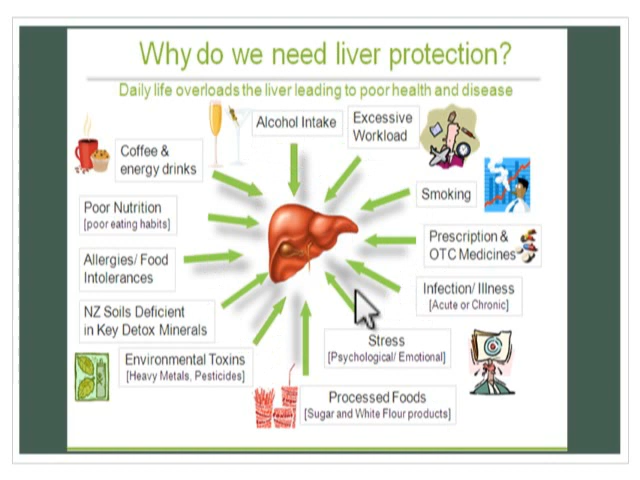 Why do we need liver protection?
Daily life overloads the liver leading to poor health and disease
Alcohol Intake
Excessive
Workload
Coffee &
energy drinks
Smoking
Poor Nutrition
[poor eating habits]
Prescription &
OTC Medicines
Allergies/ Food
Intolerances
Infection/ Illness
[Acute or Chronic]
NZ Soils Deficient
in Key Detox Minerals
Stress
[Psychological/ Emotional]
Environmental Toxins
[Heavy Metals, Pesticides]
Processed Foods
[Sugar and White Flour products]